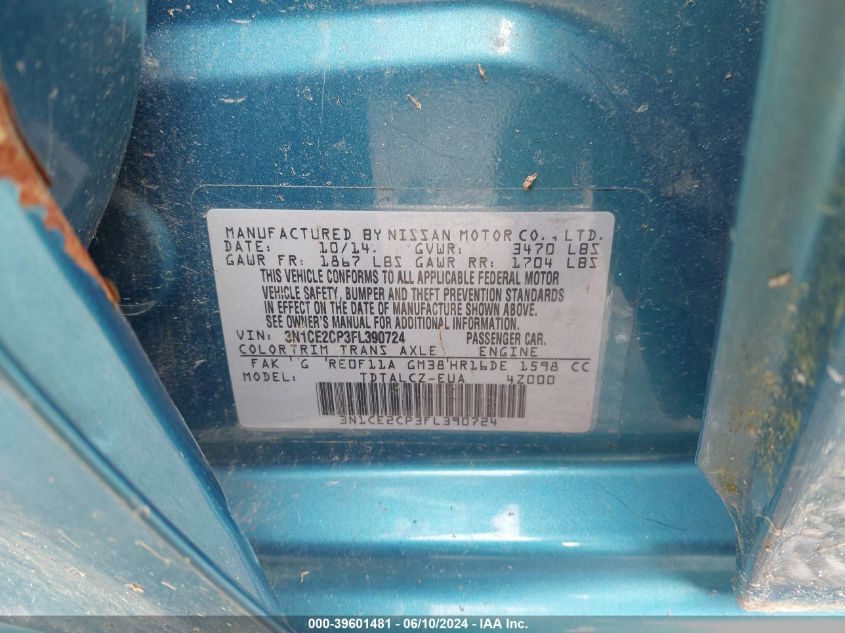 MANUFACTURED BY NISSAN MOTOR CO., LTD.
DATE: 10/14. GVWR: 3470 LBS
GAWR FR: 1867 LBS GAWR RR: 1704 LBS
THIS VEHICLE CONFORMS TO ALL APPLICABLE FEDERAL MOTOR
VEHICLE SAFETY, BUMPER AND THEFT PREVENTION STANDARDS
IN EFFECT ON THE DATE OF MANUFACTURE SHOWN ABOVE.
SEE OWNER'S MANUAL FOR ADDITIONAL INFORMATION.
VIN: 3N1CE2CP3FL390724 PASSENGER CAR.
COLOR TRIM TRANS AXLE ENGINE
FAK G RE0F11A GM38 HR16DE 1598 CC
MODEL: TDTALCZ-EUA 4Z000
3N1CE2CP3FL390724
000-39601481 - 06/10/2024 - IAA Inc.